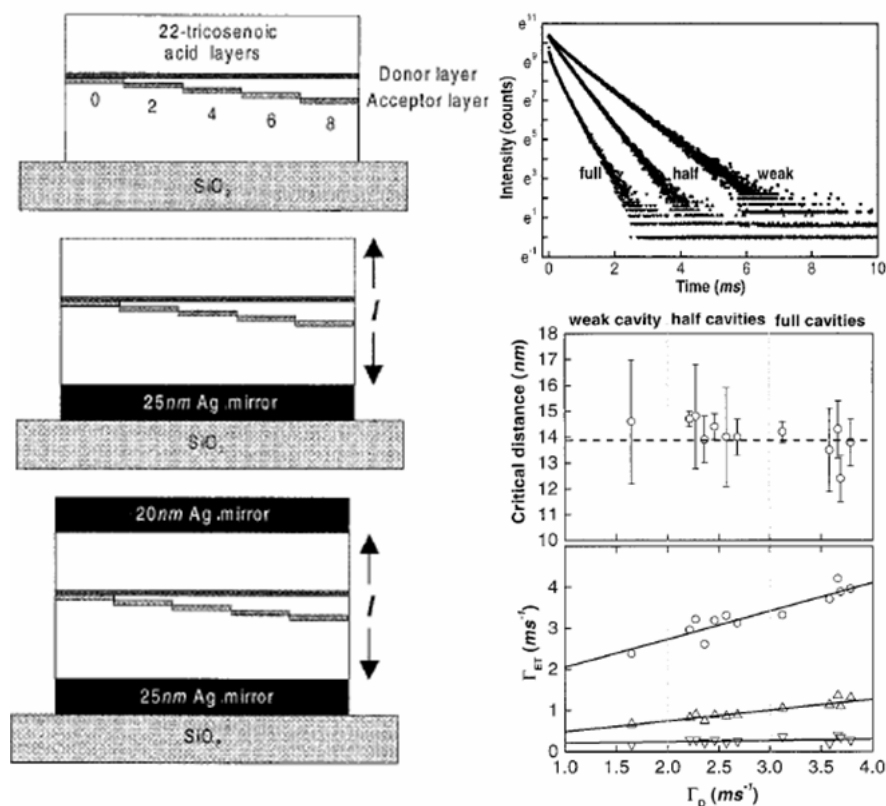 22-tricosenoic
acid layers
Donor layer
Acceptor layer
0 2 4 6 8
SiO₂
l
25nm Ag.mirror
SiO₂
20nm Ag.mirror
l
25nm Ag.mirror
SiO₂
Intensity (counts)
e¹¹
e⁹
e⁷
e⁵
e³
e¹
e⁻¹
full half weak
0 2 4 6 8 10
Time (ms)
weak cavity half cavities full cavities
Critical distance (nm)
18
17
16
15
14
13
12
11
10
Γ_ET (ms⁻¹)
4
3
2
1
0
1.0 1.5 2.0 2.5 3.0 3.5 4.0
Γ_D (ms⁻¹)